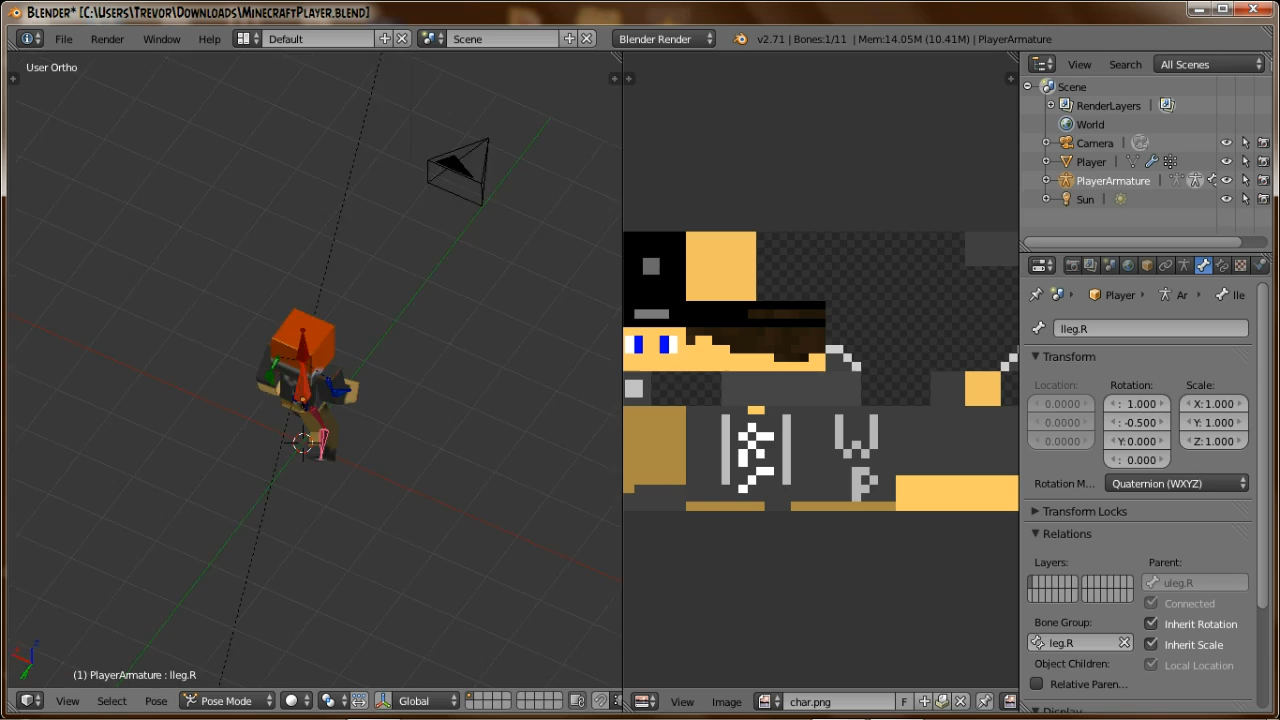 BLENDER* [C:\USERS\TREVOR\DOWNLOADS\MINECRAFTPLAYER.BLEND]
File Render Window Help Default Scene Blender Render v2.71 | Bones:1/11 | Mem:14.05M (10.41M) | PlayerArmature
User Ortho
View Search All Scenes
Scene
RenderLayers
World
Camera
Player
PlayerArmature
Sun
Player Ar lle
lleg.R
Transform
Location: Rotation: Scale:
0.0000 : 1.000 X:1.000
0.0000 : -0.500 Y:1.000
0.0000 Y:0.000 Z:1.000
: 0.000
Rotation M... Quaternion (WXYZ)
Transform Locks
Relations
Layers: Parent:
uleg.R
Connected
Bone Group: Inherit Rotation
leg.R Inherit Scale
Object Children: Local Location
Relative Paren...
Display
W
P
(1) PlayerArmature : lleg.R
View Select Pose Pose Mode Global
View Image char.png F